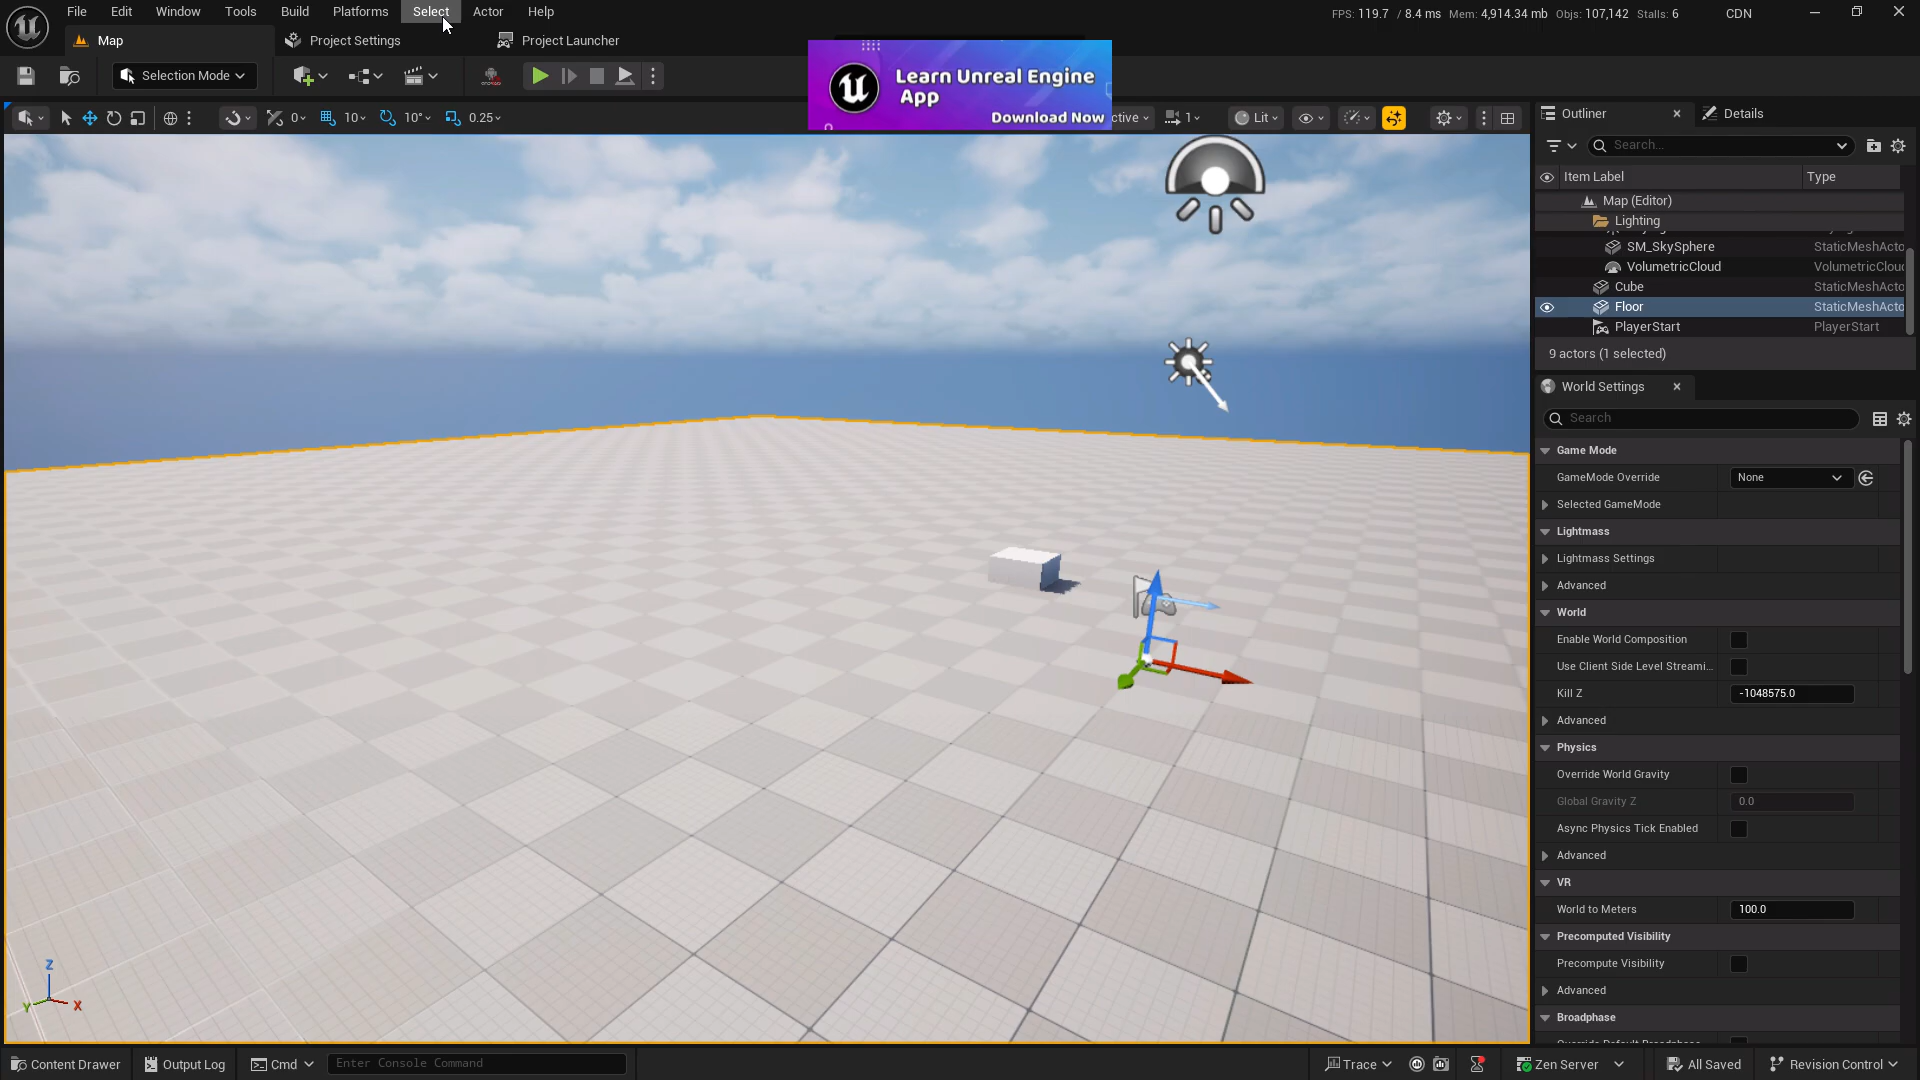 File Edit Window Tools Build Platforms Select Actor Help
FPS: 119.7 / 8.4 ms Mem: 4,914.34 mb Objs: 107,142 Stalls: 6 CDN
Map Project Settings Project Launcher
Selection Mode
Learn Unreal Engine
App
Download Now
0 10 10° 0.25 ctive 1 Lit
Outliner Details
Search...
Item Label Type
Map (Editor)
Lighting
SM_SkySphere StaticMeshActo
VolumetricCloud VolumetricClou
Cube StaticMeshActo
Floor StaticMeshActo
PlayerStart PlayerStart
9 actors (1 selected)
World Settings
Search
Game Mode
GameMode Override None
Selected GameMode
Lightmass
Lightmass Settings
Advanced
World
Enable World Composition
Use Client Side Level Streami...
Kill Z -1048575.0
Advanced
Physics
Override World Gravity
Global Gravity Z 0.0
Async Physics Tick Enabled
Advanced
VR
World to Meters 100.0
Precomputed Visibility
Precompute Visibility
Advanced
Broadphase
Z
Y X
Content Drawer Output Log Cmd Enter Console Command Trace Zen Server All Saved Revision Control